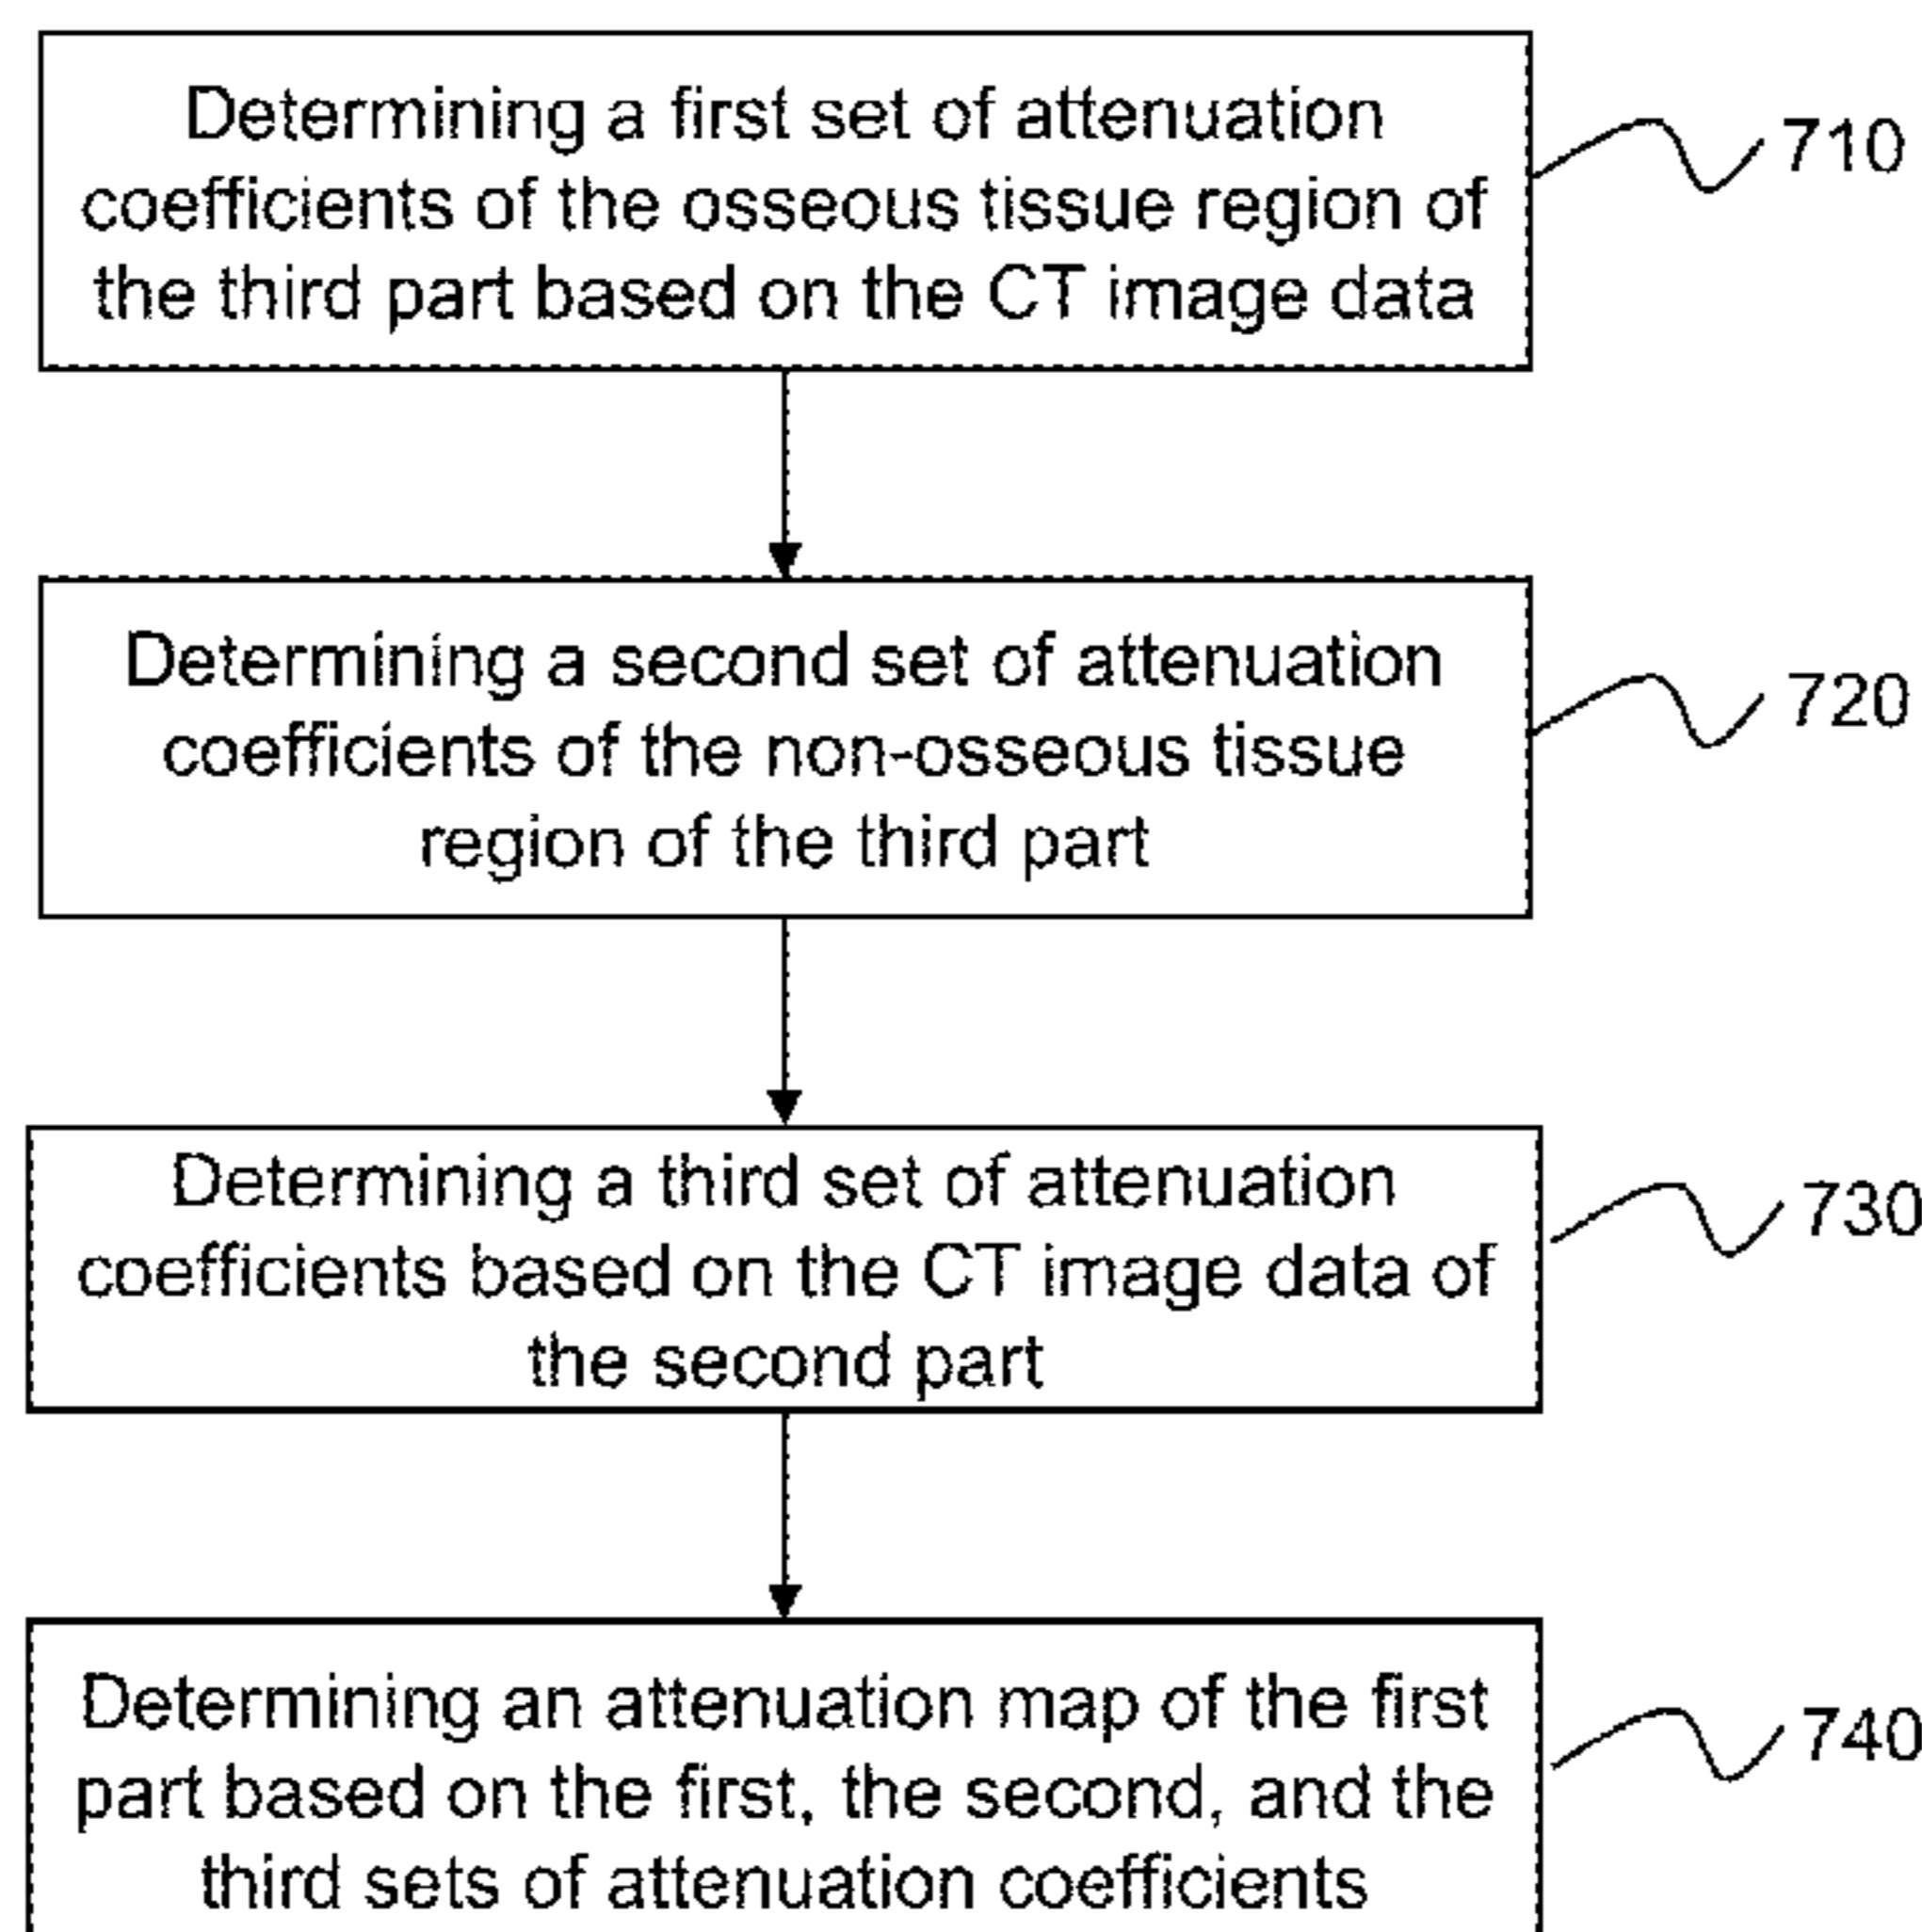 Determining a first set of attenuation
coefficients of the osseous tissue region of
the third part based on the CT image data
710
Determining a second set of attenuation
coefficients of the non-osseous tissue
region of the third part
720
Determining a third set of attenuation
coefficients based on the CT image data of
the second part
730
Determining an attenuation map of the first
part based on the first, the second, and the
third sets of attenuation coefficients
740